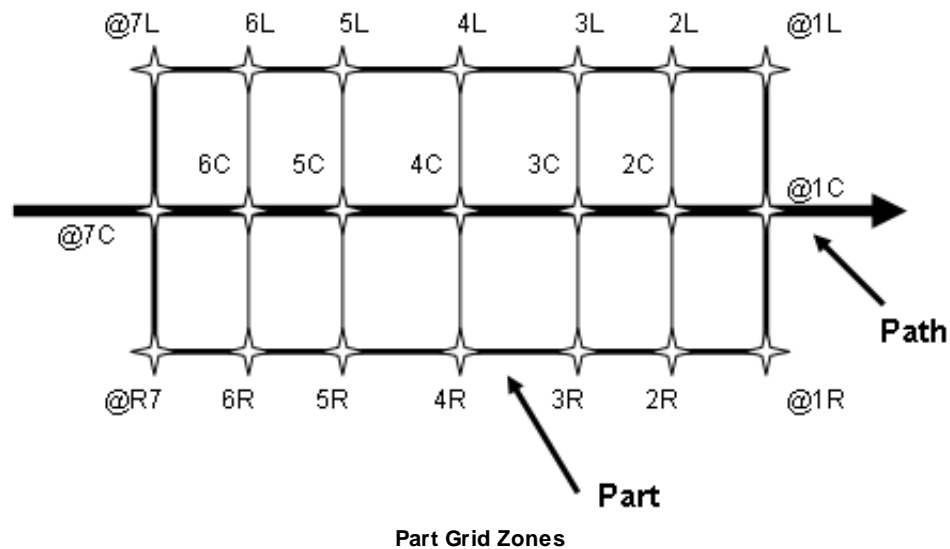 @7L 6L 5L 4L 3L 2L @1L
6C 5C 4C 3C 2C
@1C
@7C
Path
@R7 6R 5R 4R 3R 2R @1R
Part
Part Grid Zones